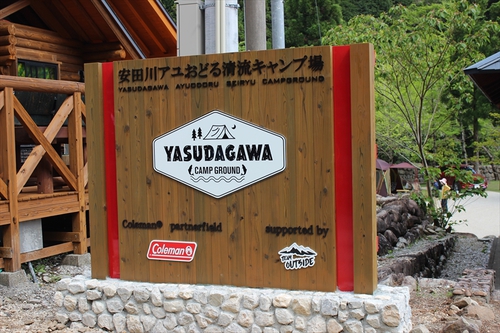 安田川アユおどる清流キャンプ場
YASUDAGAWA AYUODORU SEIRYU CAMPGROUND
YASUDAGAWA
CAMP GROUND
Coleman® partnerfield
supported by
Coleman
OUTSIDE